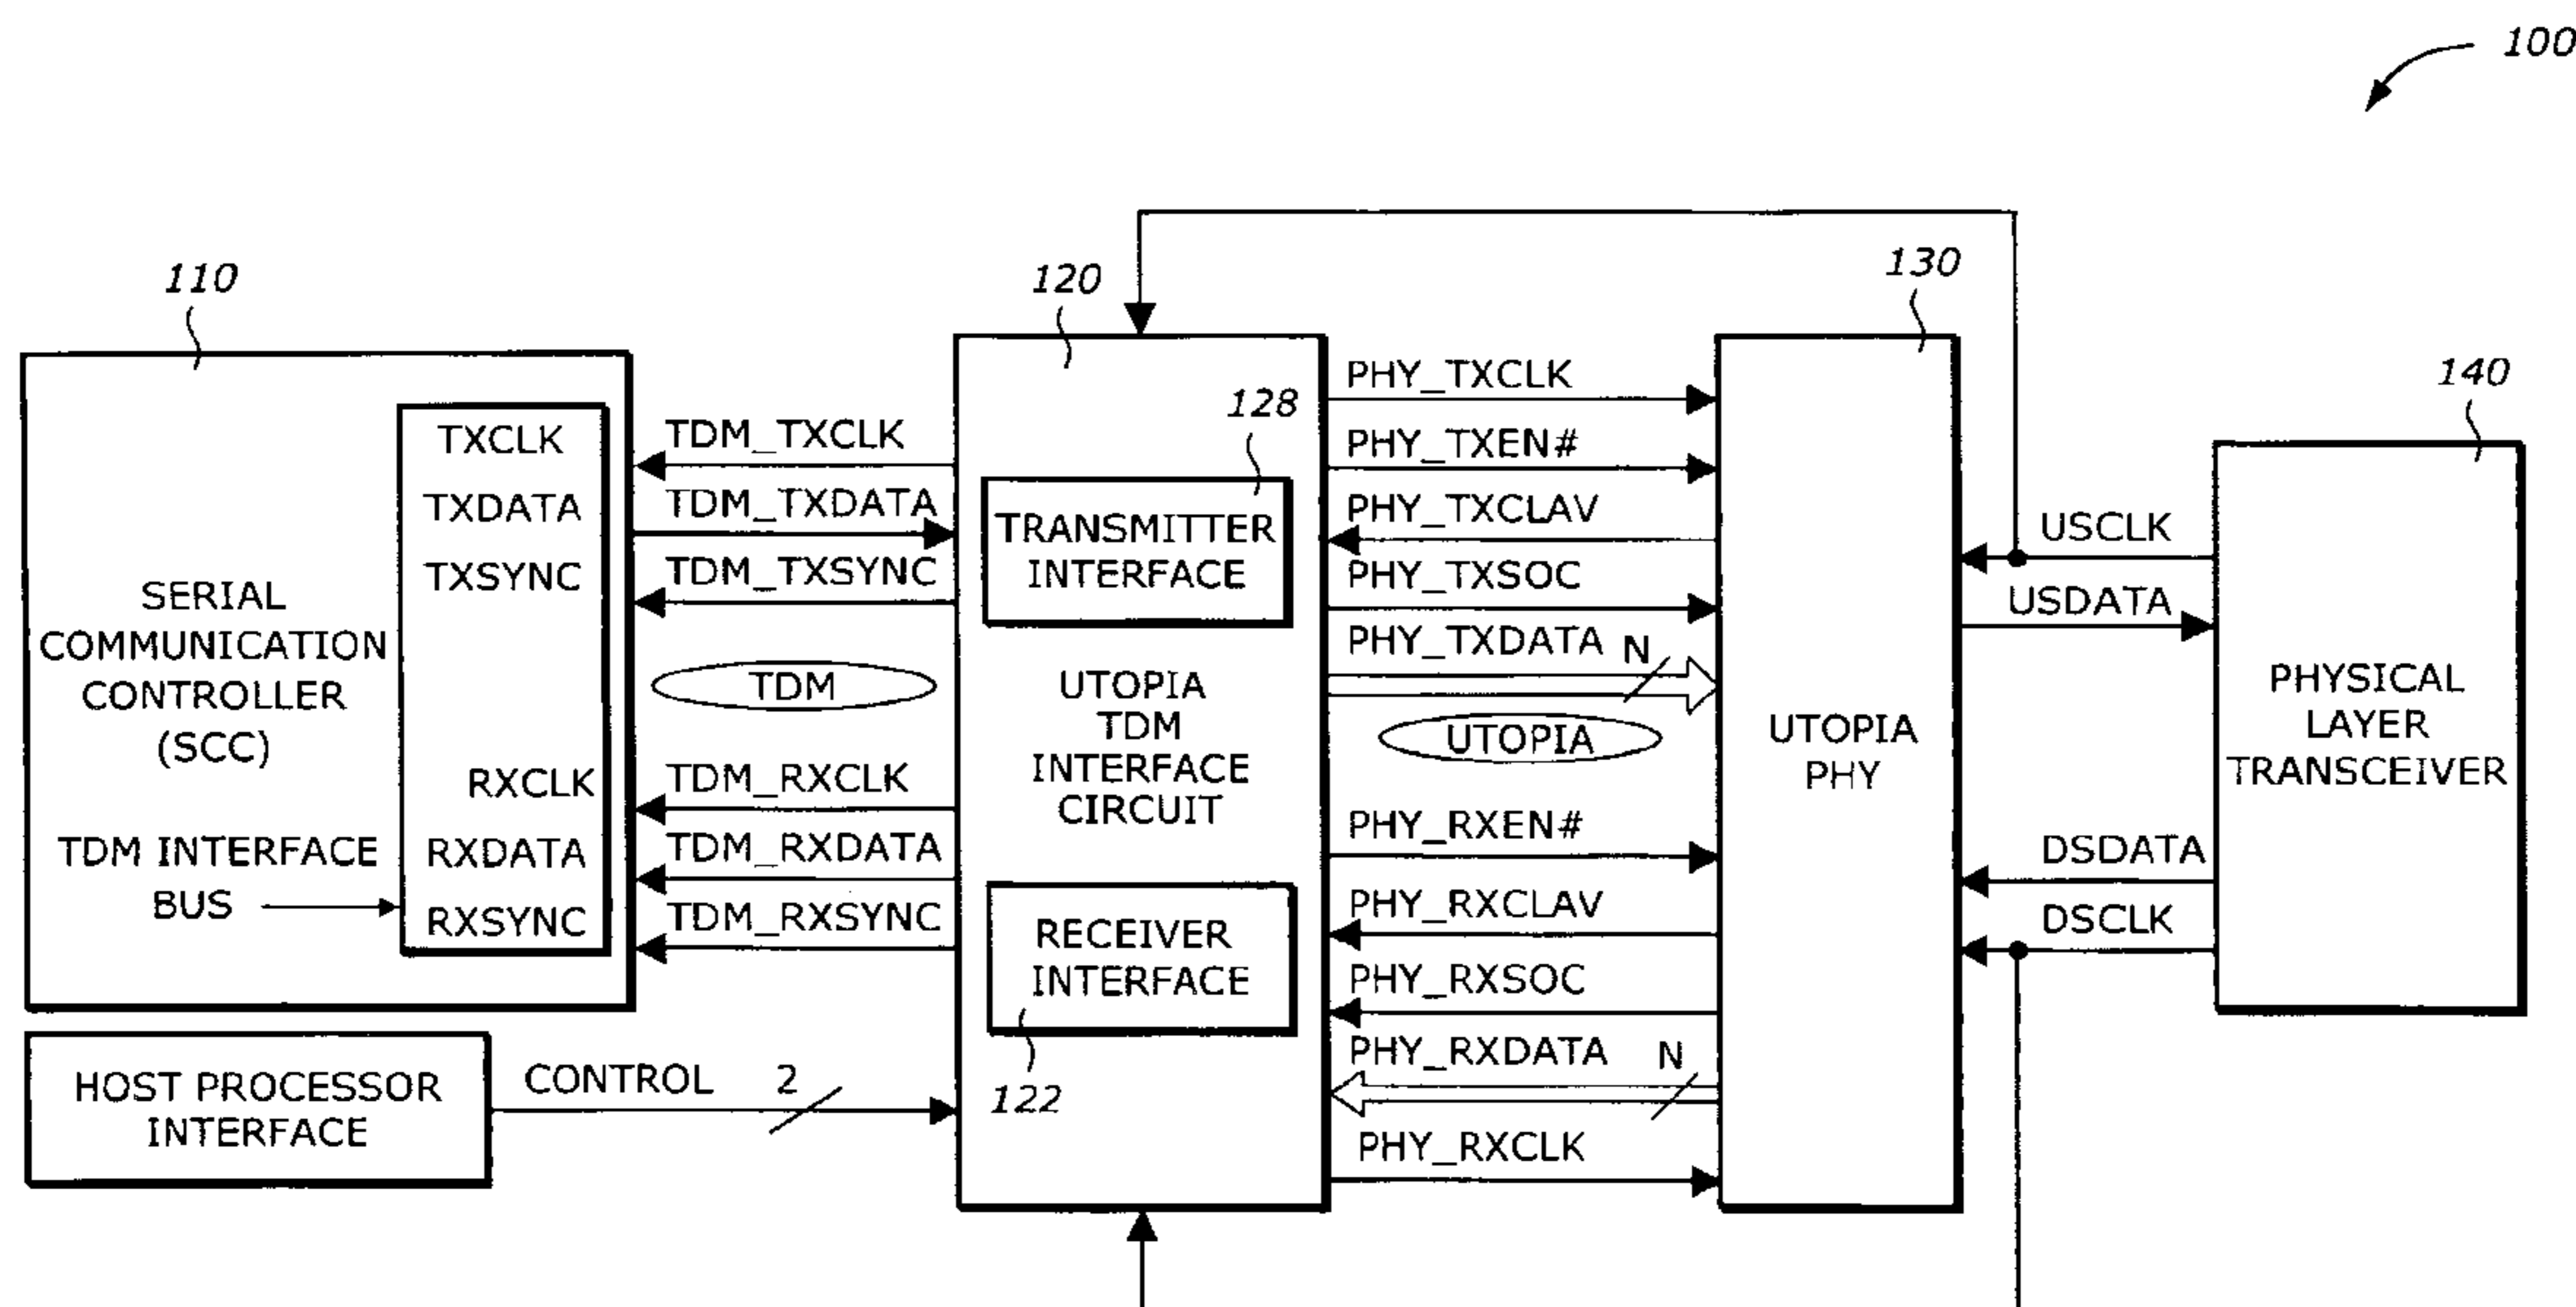 100
110
120
130
140
128
122
SERIAL
COMMUNICATION
CONTROLLER
(SCC)
TDM INTERFACE
BUS
TXCLK
TXDATA
TXSYNC
RXCLK
RXDATA
RXSYNC
TDM_TXCLK
TDM_TXDATA
TDM_TXSYNC
TDM
TDM_RXCLK
TDM_RXDATA
TDM_RXSYNC
HOST PROCESSOR
INTERFACE
CONTROL 2
TRANSMITTER
INTERFACE
UTOPIA
TDM
INTERFACE
CIRCUIT
RECEIVER
INTERFACE
PHY_TXCLK
PHY_TXEN#
PHY_TXCLAV
PHY_TXSOC
PHY_TXDATA N
UTOPIA
PHY_RXEN#
PHY_RXCLAV
PHY_RXSOC
PHY_RXDATA N
PHY_RXCLK
UTOPIA
PHY
USCLK
USDATA
DSDATA
DSCLK
PHYSICAL
LAYER
TRANSCEIVER